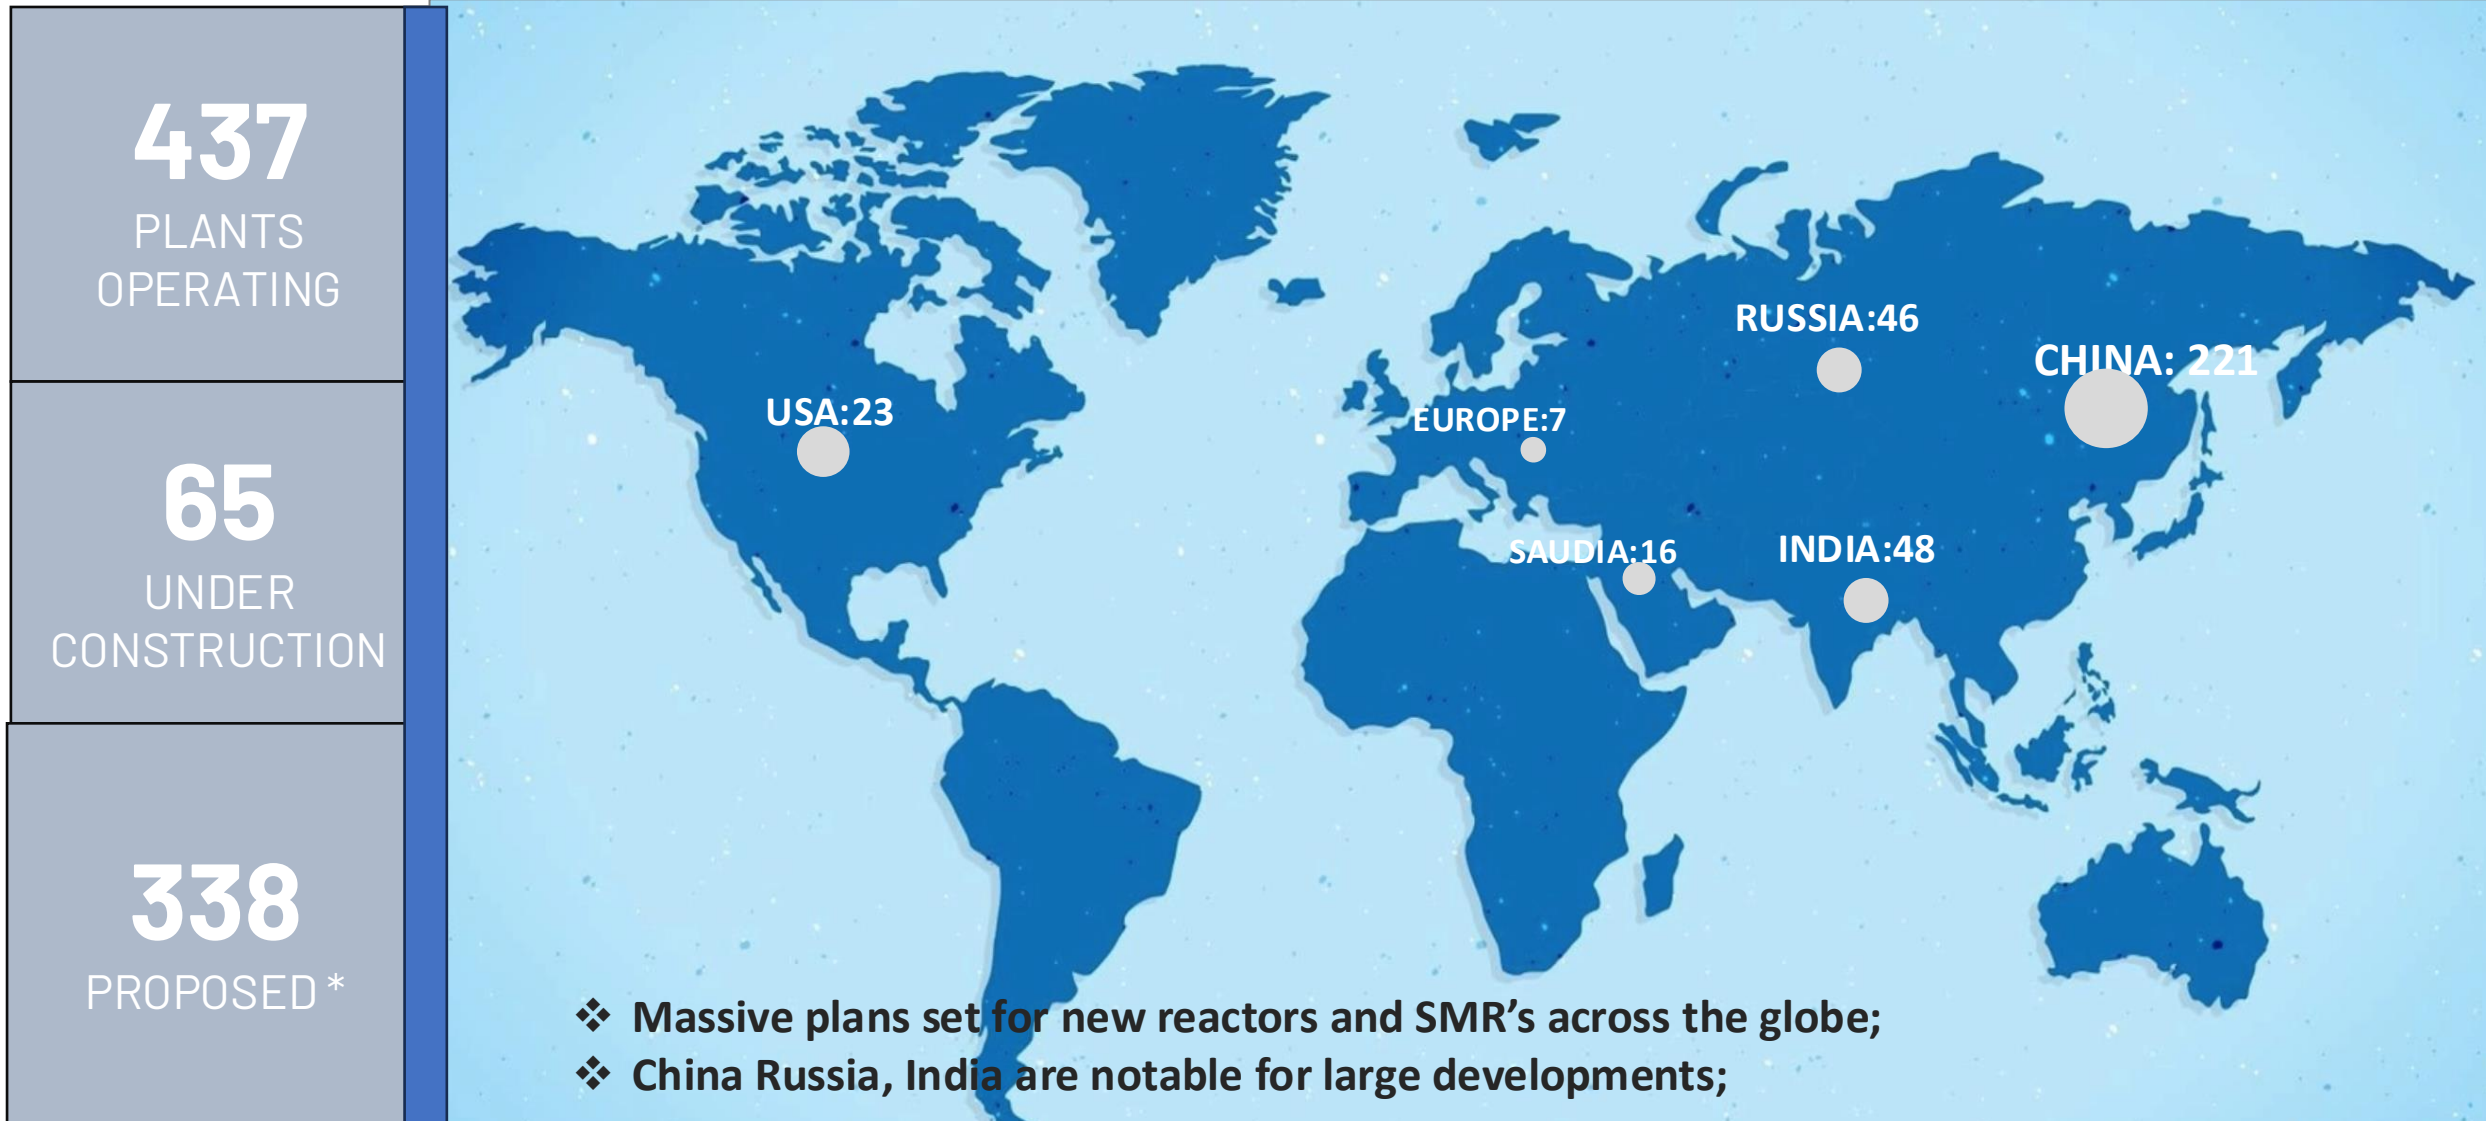 437
PLANTS
OPERATING
65
UNDER
CONSTRUCTION
338
PROPOSED *
RUSSIA:46
CHINA: 221
USA:23
EUROPE:7
SAUDIA:16
INDIA:48
❖ Massive plans set for new reactors and SMR’s across the globe;
❖ China Russia, India are notable for large developments;